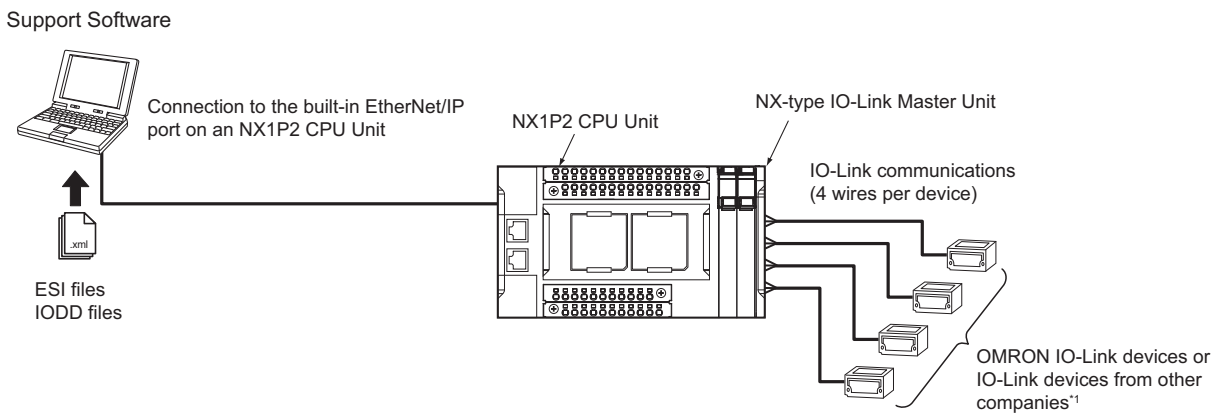 Support Software
Connection to the built-in EtherNet/IP
port on an NX1P2 CPU Unit
NX1P2 CPU Unit
NX-type IO-Link Master Unit
IO-Link communications
(4 wires per device)
.xml
ESI files
IODD files
OMRON IO-Link devices or
IO-Link devices from other
companies*1